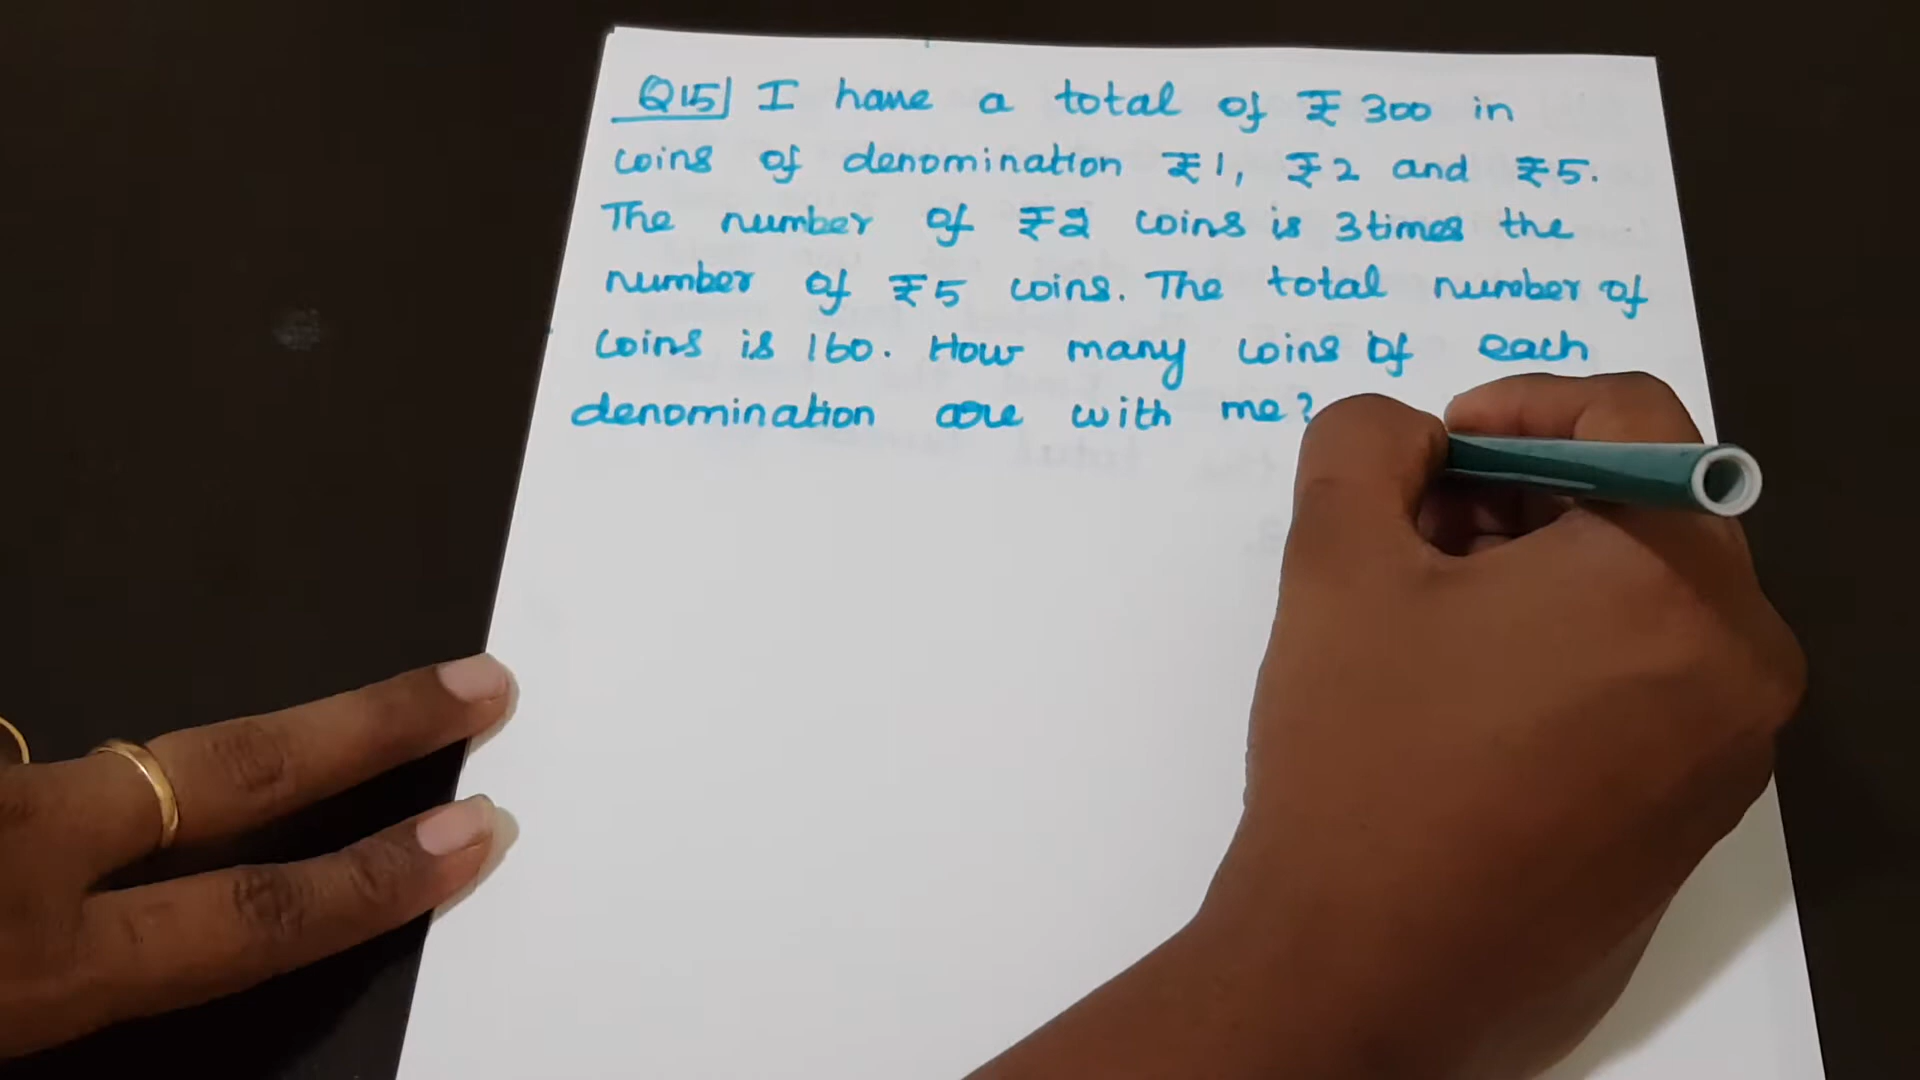 Q15] I have a total of ₹300 in
coins of denomination ₹1, ₹2 and ₹5.
The number of ₹2 coins is 3 times the
number of ₹5 coins. The total number of
coins is 160. How many coins of each
denomination are with me?